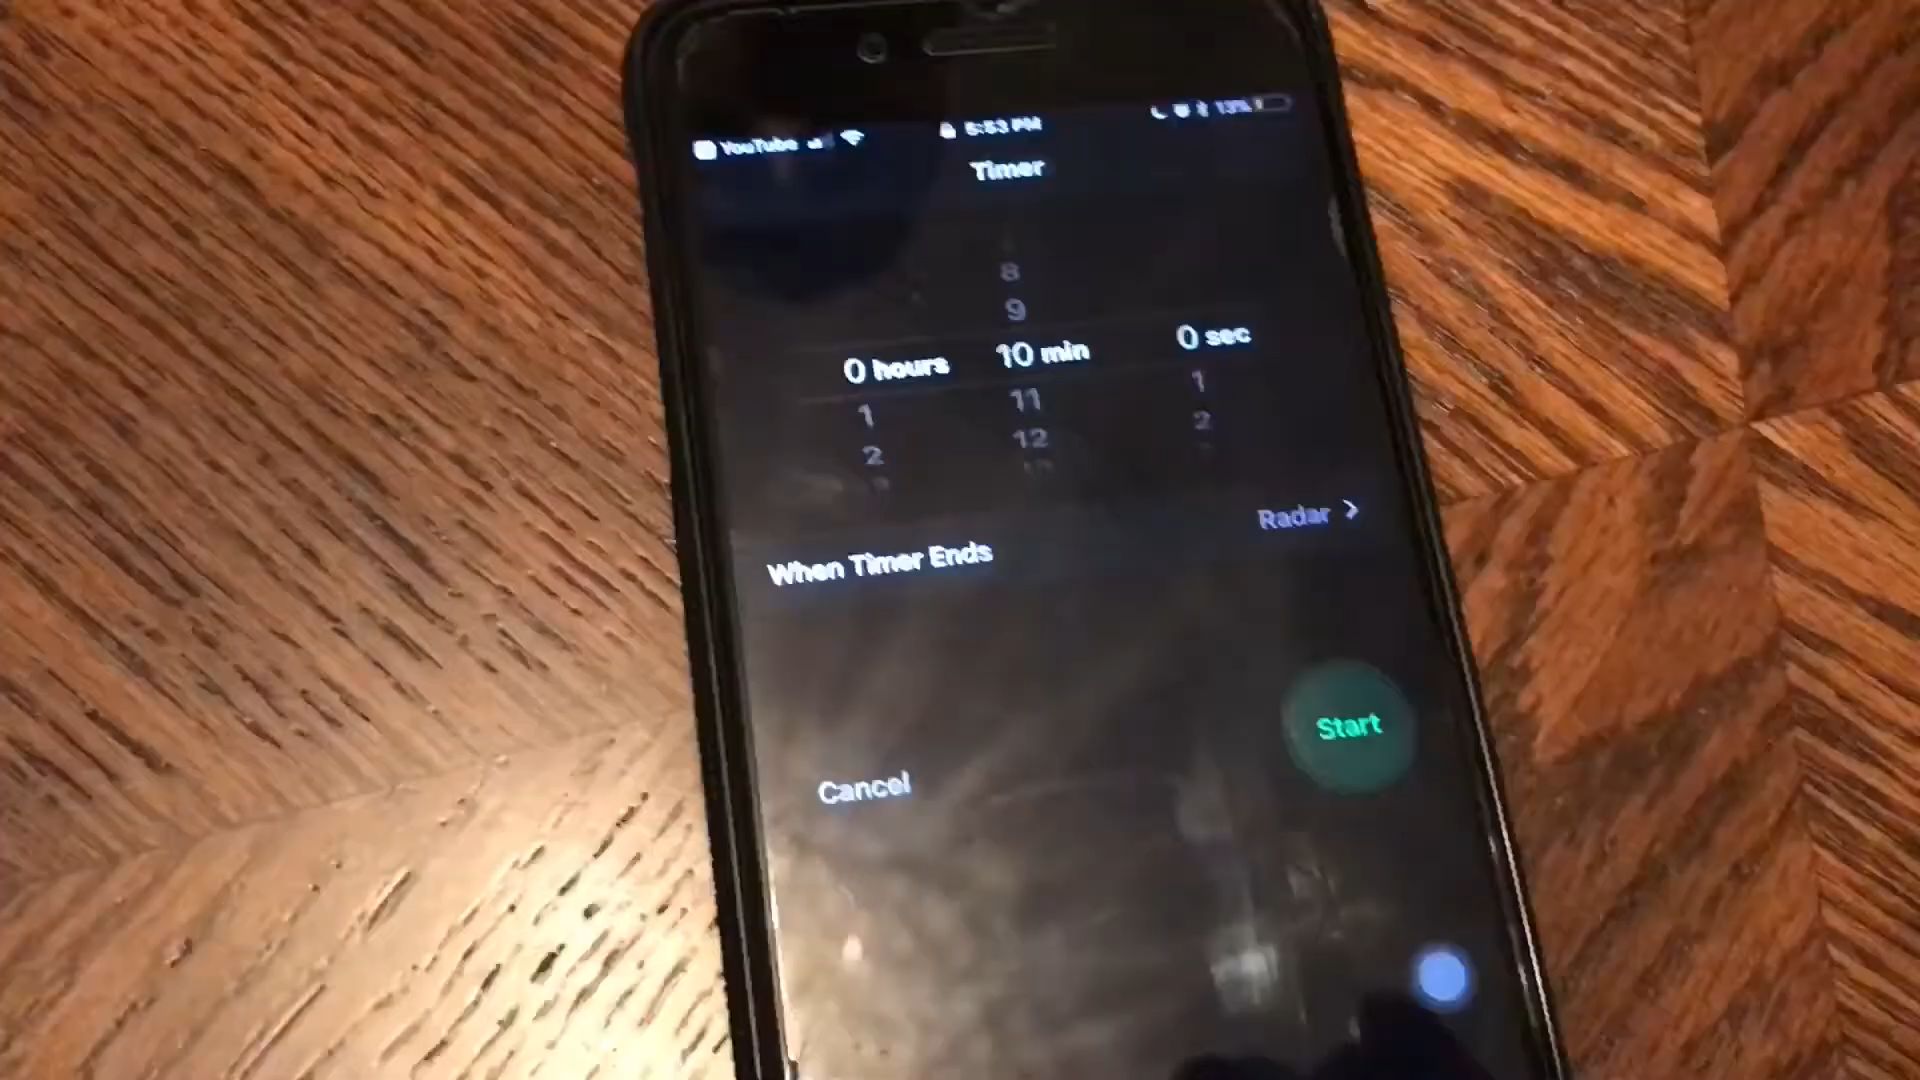 YouTube 5:53 PM 13%
Timer
8
9
0 hours 10 min 0 sec
1 11 1
2 12 2
When Timer Ends Radar >
Cancel Start